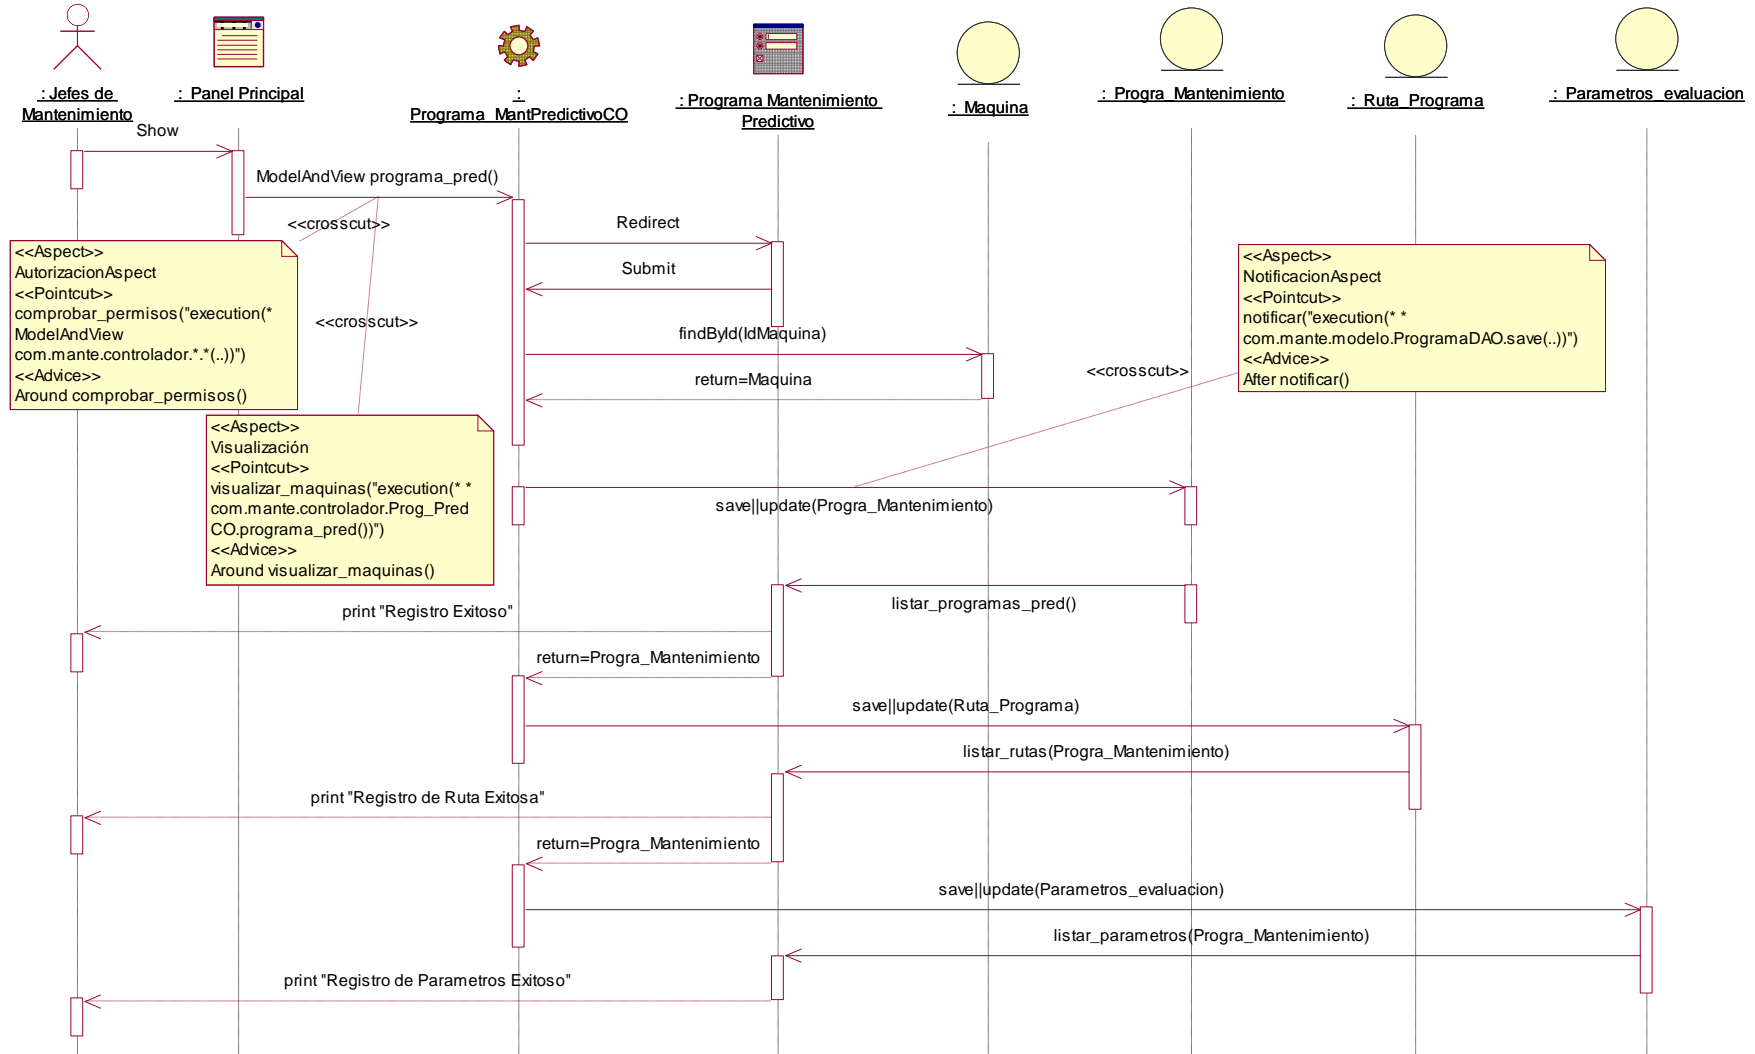 : Jefes de
Mantenimiento
: Panel Principal
:
Programa_MantPredictivoCO
: Programa Mantenimiento
Predictivo
: Maquina
: Progra_Mantenimiento
: Ruta_Programa
: Parametros_evaluacion
Show
ModelAndView programa_pred()
<<crosscut>>
Redirect
<<Aspect>>
AutorizacionAspect
<<Pointcut>>
comprobar_permisos("execution(*
ModelAndView
com.mante.controlador.*.*(..))")
<<Advice>>
Around comprobar_permisos()
<<Aspect>>
NotificacionAspect
<<Pointcut>>
notificar("execution(* *
com.mante.modelo.ProgramaDAO.save(..))")
<<Advice>>
After notificar()
Submit
<<crosscut>>
findById(IdMaquina)
return=Maquina
<<crosscut>>
<<Aspect>>
Visualización
<<Pointcut>>
visualizar_maquinas("execution(* *
com.mante.controlador.Prog_Pred
CO.programa_pred())")
<<Advice>>
Around visualizar_maquinas()
save||update(Progra_Mantenimiento)
listar_programas_pred()
print "Registro Exitoso"
return=Progra_Mantenimiento
save||update(Ruta_Programa)
listar_rutas(Progra_Mantenimiento)
print "Registro de Ruta Exitosa"
return=Progra_Mantenimiento
save||update(Parametros_evaluacion)
listar_parametros(Progra_Mantenimiento)
print "Registro de Parametros Exitoso"